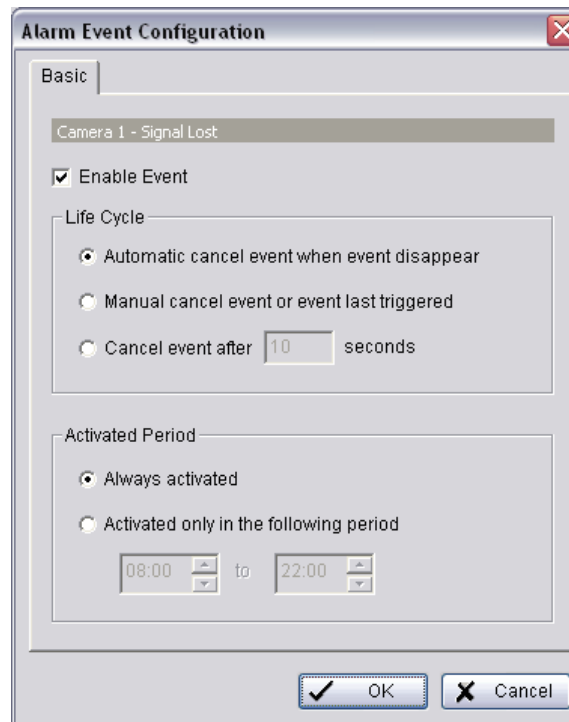 Alarm Event Configuration
Basic
Camera 1 - Signal Lost
Enable Event
Life Cycle
Automatic cancel event when event disappear
Manual cancel event or event last triggered
Cancel event after 10 seconds
Activated Period
Always activated
Activated only in the following period
08:00 to 22:00
OK Cancel